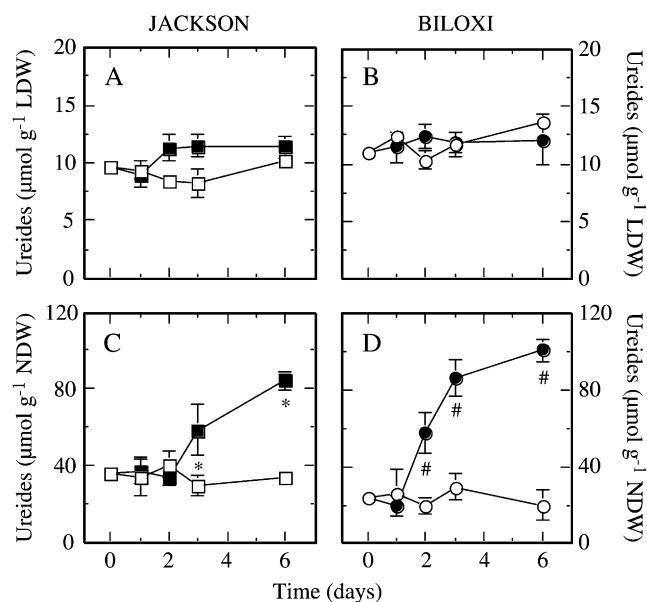 JACKSON BILOXI
20 20
A B
15 15
10 10
5 5
0 0
Ureides (µmol g⁻¹ LDW)
Ureides (µmol g⁻¹ LDW)
120 120
C D
80 80
* #
# #
*
40 40
0 0
Ureides (µmol g⁻¹ NDW)
Ureides (µmol g⁻¹ NDW)
0 2 4 6 0 2 4 6
Time (days)